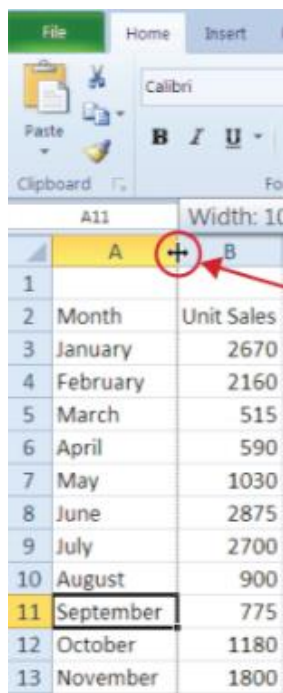 File Home Insert
Calibri
Paste
B I U
Clipboard Fo
A11 Width: 10
A B
1
2 Month Unit Sales
3 January 2670
4 February 2160
5 March 515
6 April 590
7 May 1030
8 June 2875
9 July 2700
10 August 900
11 September 775
12 October 1180
13 November 1800